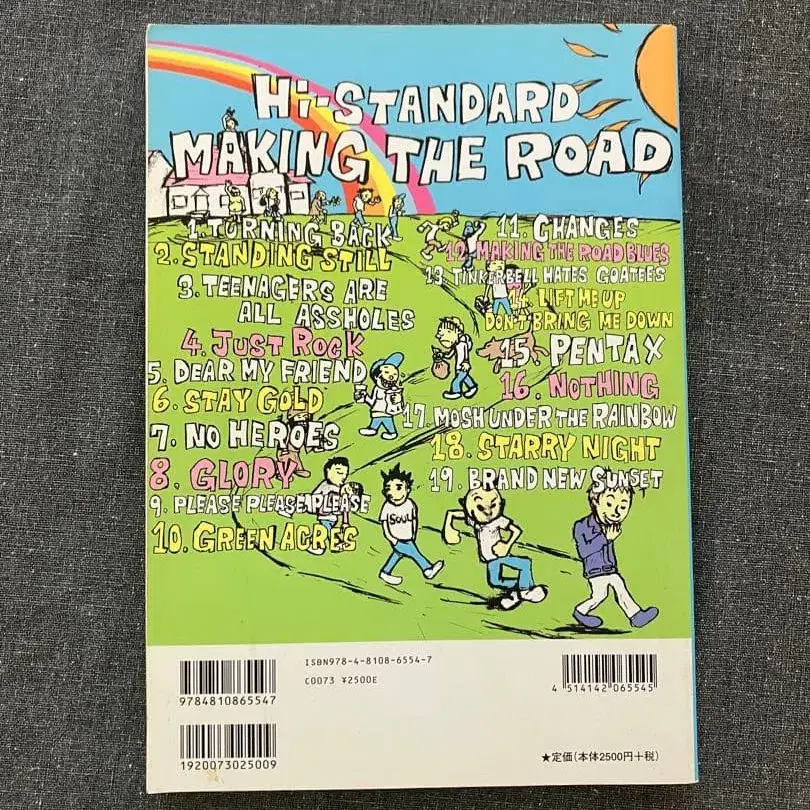 Hi-STANDARD
MAKING THE ROAD
1. TURNING BACK
2. STANDING STILL
3. TEENAGERS ARE
ALL ASSHOLES
4. JUST ROCK
5. DEAR MY FRIEND
6. STAY GOLD
7. NO HEROES
8. GLORY
9. PLEASE PLEASE PLEASE
10. GREEN ACRES
11. CHANGES
12. MAKING THE ROAD BLUES
13. TINKERBELL HATES GOATEES
14. LIFT ME UP
DON'T BRING ME DOWN
15. PENTAX
16. NOTHING
17. MOSH UNDER THE RAINBOW
18. STARRY NIGHT
19. BRAND NEW SUNSET
SOUL
ISBN978-4-8108-6554-7
C0073 ¥2500E
9784810865547
1920073025009
4 514142 065545
★定価(本体2500円+税)